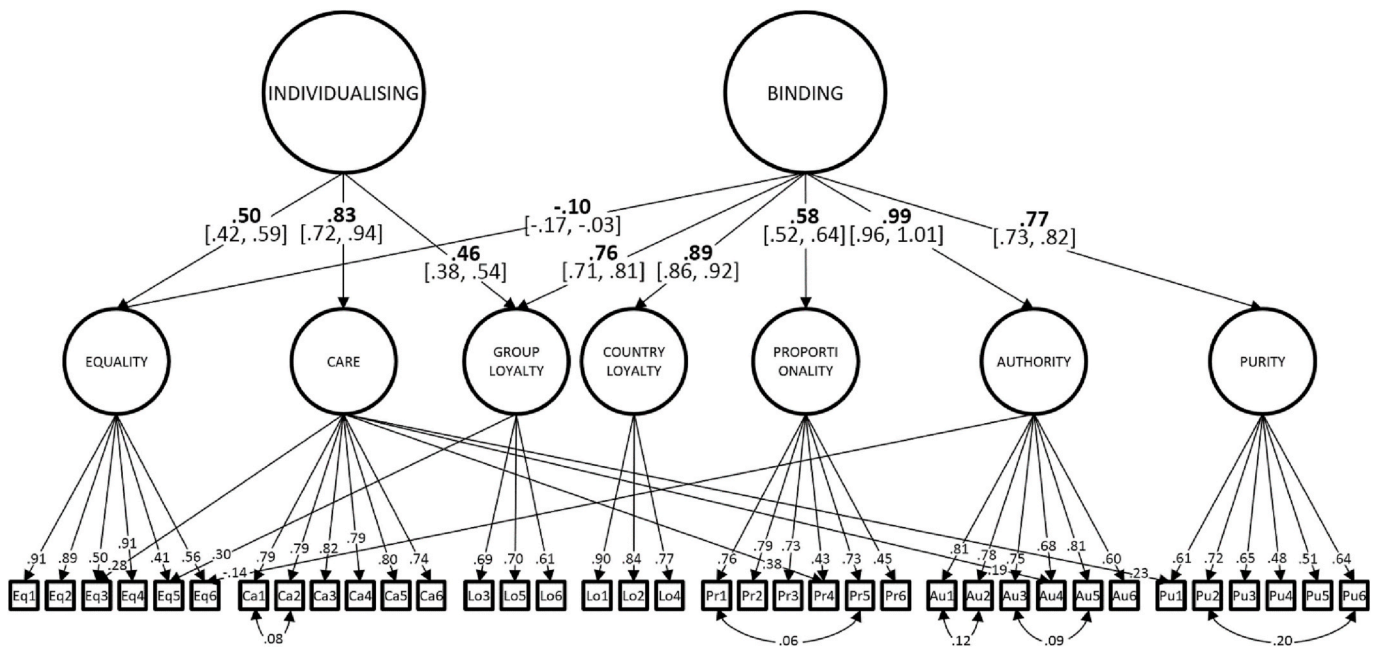 INDIVIDUALISING
BINDING
.50
[.42, .59]
.83
[.72, .94]
.46
[.38, .54]
-.10
[-.17, -.03]
.76
[.71, .81]
.89
[.86, .92]
.58
[.52, .64]
.99
[.96, 1.01]
.77
[.73, .82]
EQUALITY
CARE
GROUP
LOYALTY
COUNTRY
LOYALTY
PROPORTI
ONALITY
AUTHORITY
PURITY
.91 .89 .50 .91 .41 .56
.28 .30 -.14
.79 .79 .82 .79 .80 .74
.69 .70 .61
.90 .84 .77
.76 .79 .73 .43 .73 .45
.38
.81 .78 .75 .68 .81 .60
.19 .23
.61 .72 .65 .48 .51 .64
Eq1 Eq2 Eq3 Eq4 Eq5 Eq6 Ca1 Ca2 Ca3 Ca4 Ca5 Ca6 Lo3 Lo5 Lo6 Lo1 Lo2 Lo4 Pr1 Pr2 Pr3 Pr4 Pr5 Pr6 Au1 Au2 Au3 Au4 Au5 Au6 Pu1 Pu2 Pu3 Pu4 Pu5 Pu6
.08 .06 .12 .09 .20